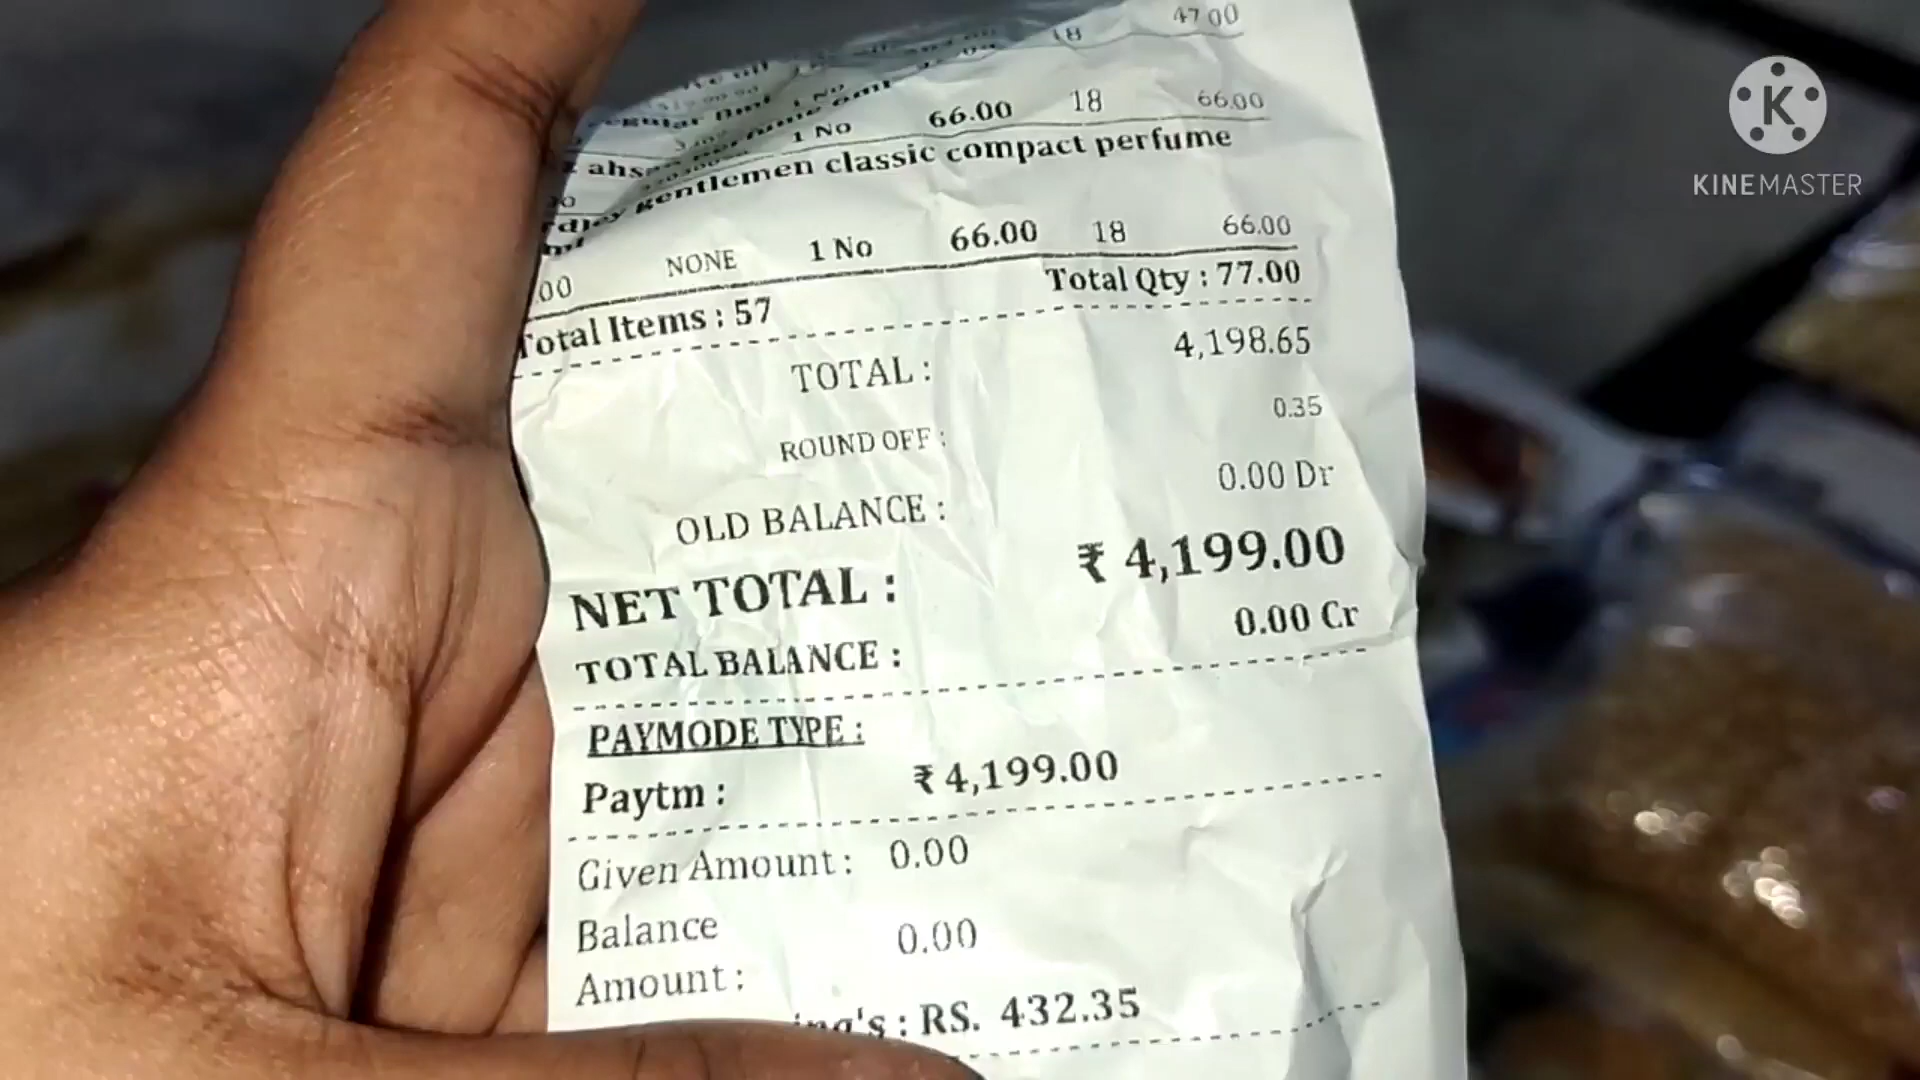 18 47 00
1 No 66.00 18 66.00
gentlemen classic compact perfume
.00 NONE 1 No 66.00 18 66.00
Total Items : 57 Total Qty : 77.00
TOTAL : 4,198.65
ROUND OFF : 0.35
OLD BALANCE : 0.00 Dr
NET TOTAL : ₹ 4,199.00
TOTAL BALANCE : 0.00 Cr
PAYMODE TYPE :
Paytm : ₹ 4,199.00
Given Amount : 0.00
Balance 0.00
Amount :
ing's : RS. 432.35
K
KINEMASTER